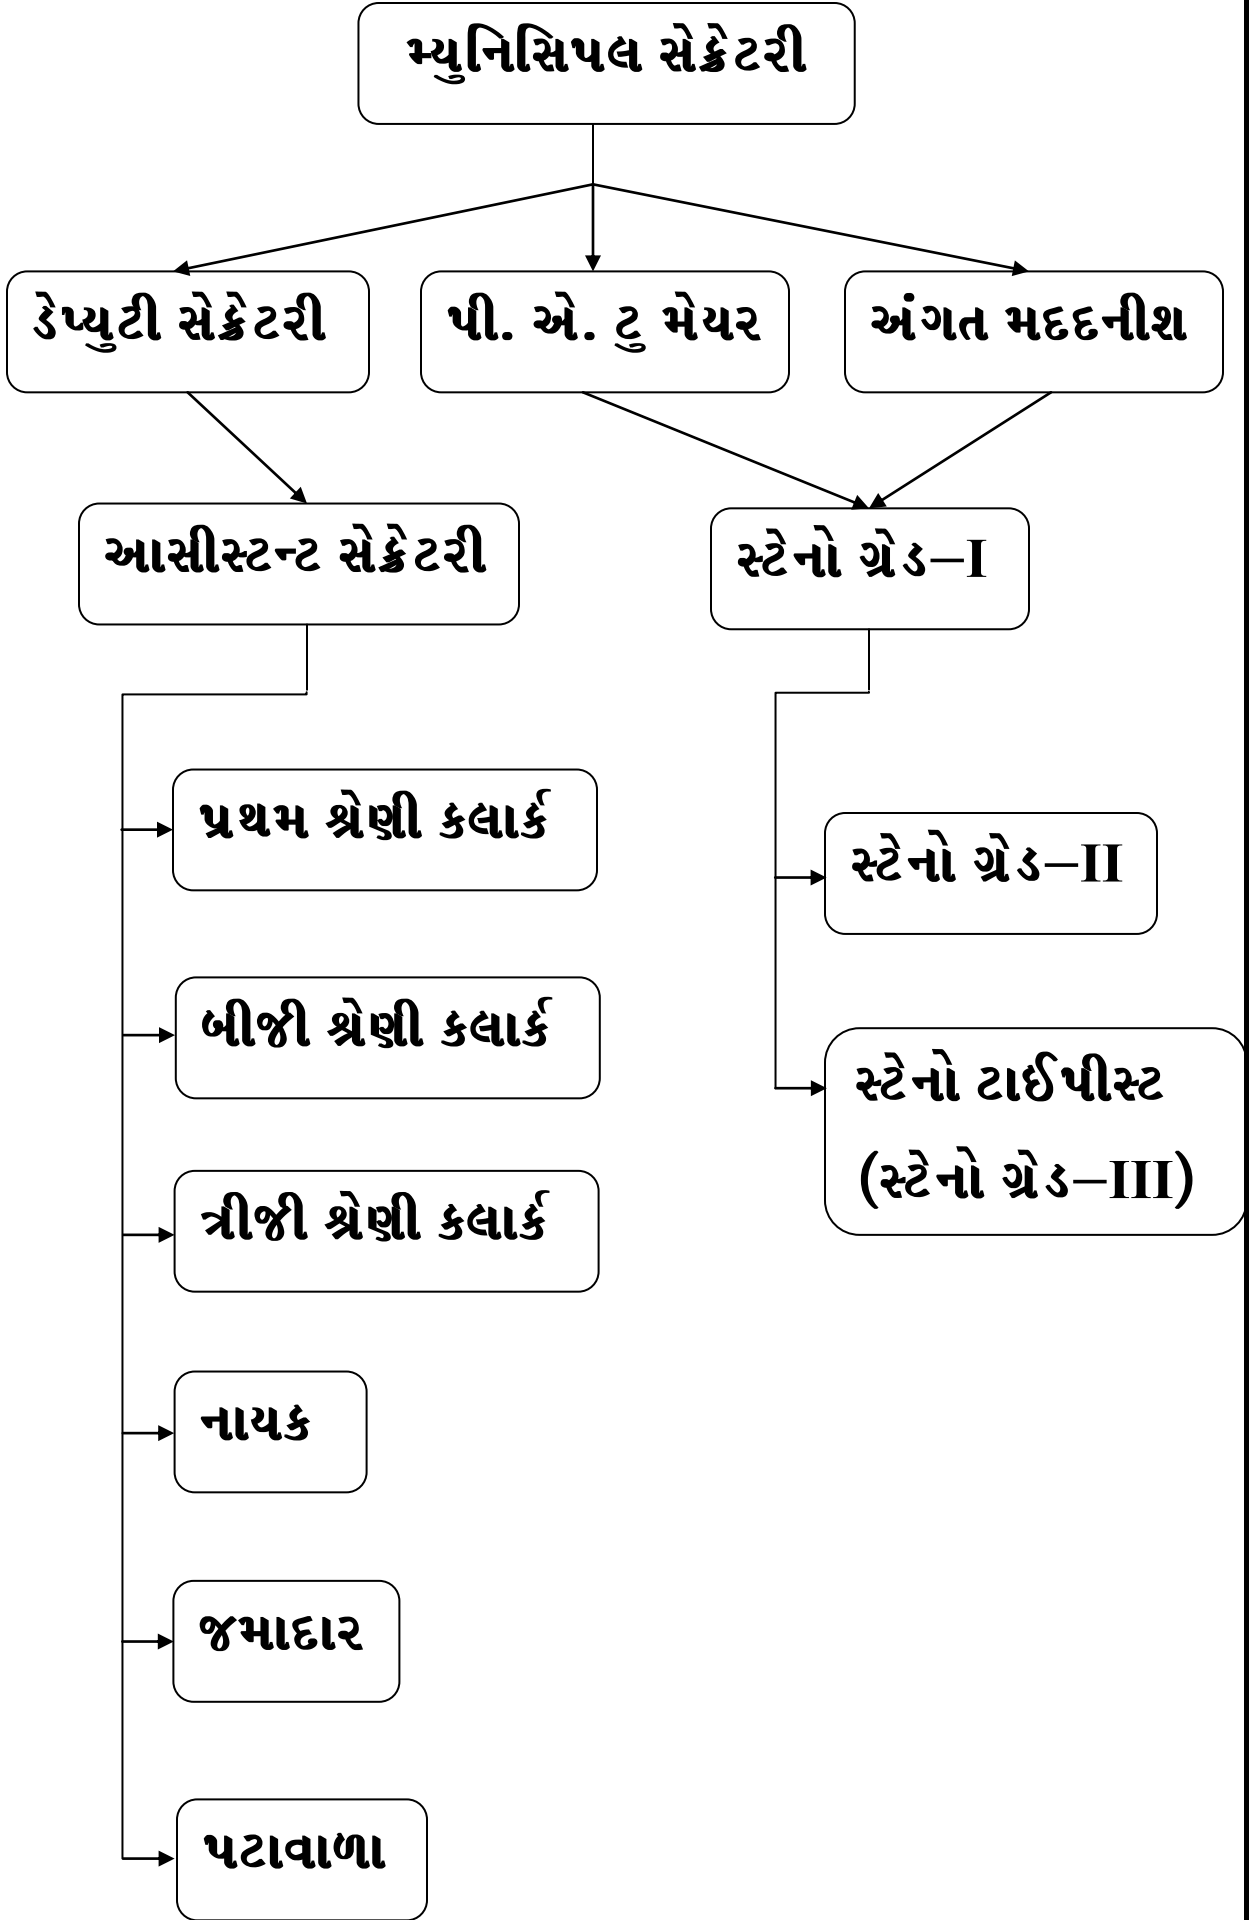 મ્યુનિસિપલ સેક્રેટરી
ડેપ્યુટી સેક્રેટરી
પી. એ. ટુ મેયર
અંગત મદદનીશ
આસીસ્ટન્ટ સેક્રેટરી
સ્ટેનો ગ્રેડ–I
પ્રથમ શ્રેણી કલાર્ક
બીજી શ્રેણી કલાર્ક
ત્રીજી શ્રેણી કલાર્ક
નાયક
જમાદાર
પટાવાળા
સ્ટેનો ગ્રેડ–II
સ્ટેનો ટાઈપીસ્ટ
(સ્ટેનો ગ્રેડ–III)